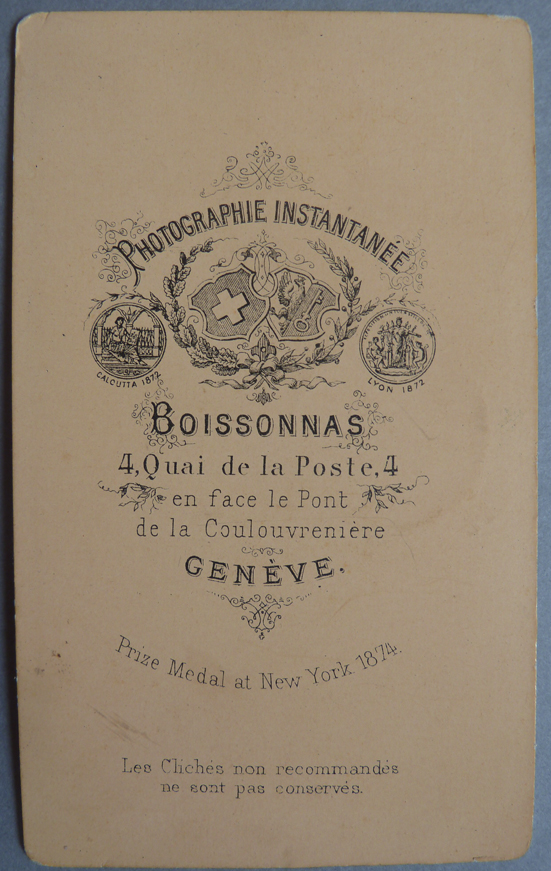 PHOTOGRAPHIE INSTANTANÉE
CALCUTTA 1872
LYON 1872
BOISSONNAS
4, Quai de la Poste, 4
en face le Pont
de la Coulouvrenière
GENÈVE.
Prize Medal at New York. 1874.
Les Clichés non recommandés
ne sont pas conservés.